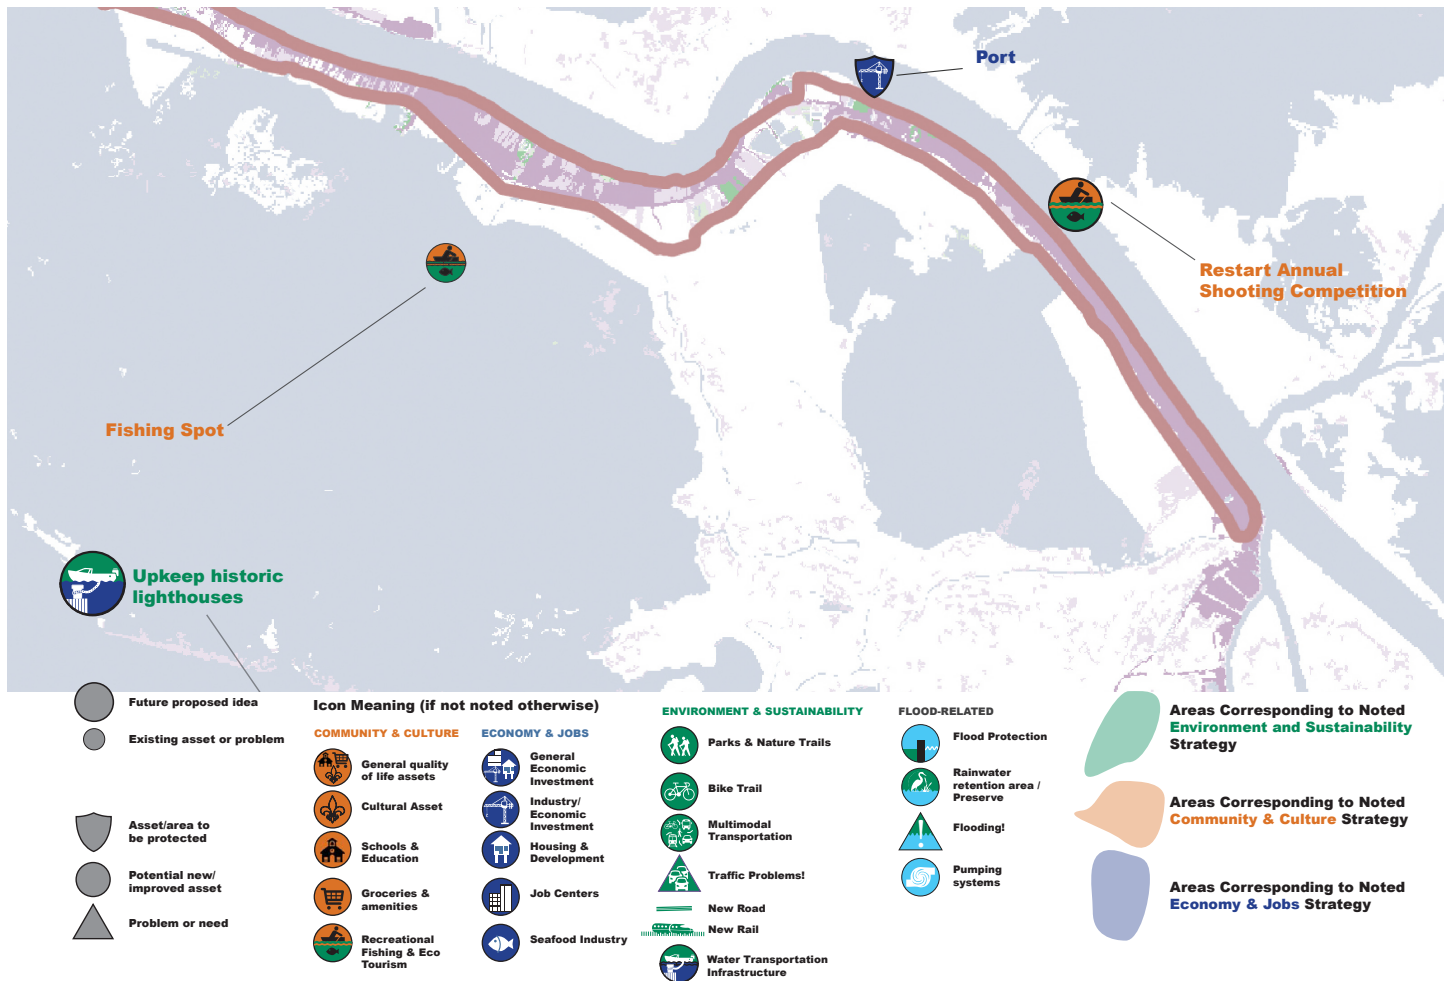 Port
Restart Annual
Shooting Competition
Fishing Spot
Upkeep historic
lighthouses
Future proposed idea
Existing asset or problem
Asset/area to
be protected
Potential new/
improved asset
Problem or need
Icon Meaning (if not noted otherwise)
COMMUNITY & CULTURE
General quality
of life assets
Cultural Asset
Schools &
Education
Groceries &
amenities
Recreational
Fishing & Eco
Tourism
ECONOMY & JOBS
General
Economic
Investment
Industry/
Economic
Investment
Housing &
Development
Job Centers
Seafood Industry
ENVIRONMENT & SUSTAINABILITY
Parks & Nature Trails
Bike Trail
Multimodal
Transportation
Traffic Problems!
New Road
New Rail
Water Transportation
Infrastructure
FLOOD-RELATED
Flood Protection
Rainwater
retention area /
Preserve
Flooding!
Pumping
systems
Areas Corresponding to Noted
Environment and Sustainability
Strategy
Areas Corresponding to Noted
Community & Culture Strategy
Areas Corresponding to Noted
Economy & Jobs Strategy